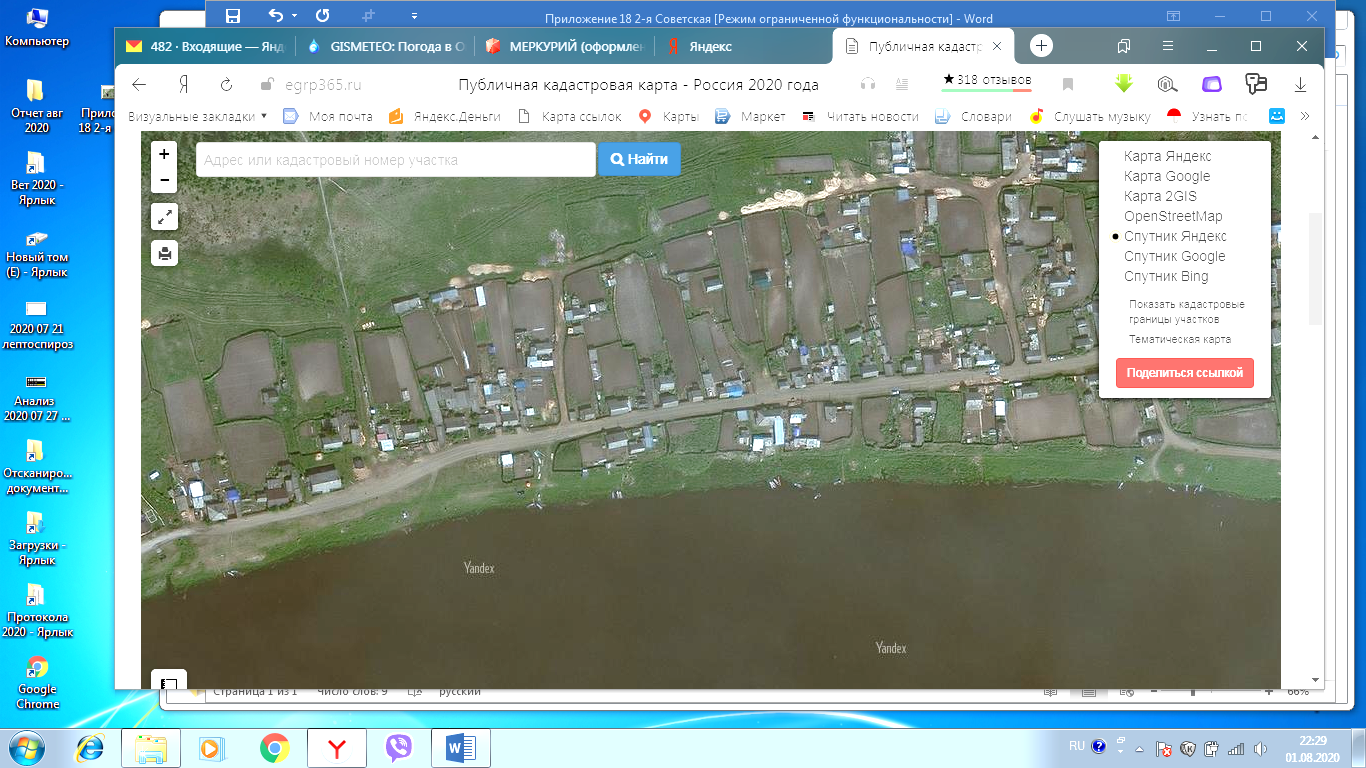 Приложение 18 2-я Советская [Режим ограниченной функциональности] - Word
482 · Входящие — Янд
GISMETEO: Погода в О
МЕРКУРИЙ (оформлен
Яндекс
Публичная кадастр
egrp365.ru
Публичная кадастровая карта - Россия 2020 года
★ 318 отзывов
Визуальные закладки
Моя почта
Яндекс.Деньги
Карта ссылок
Карты
Маркет
Читать новости
Словари
Слушать музыку
Узнать по
»
+
-
Адрес или кадастровый номер участка
Найти
Карта Яндекс
Карта Google
Карта 2GIS
OpenStreetMap
Спутник Яндекс
Спутник Google
Спутник Bing
Показать кадастровые
границы участков
Тематическая карта
Поделиться ссылкой
Yandex
Yandex
Компьютер
Отчет авг
2020
Прило
18 2-я
Вет 2020 -
Ярлык
Новый том
(E) - Ярлык
2020 07 21
лептоспироз
Анализ
2020 07 27 ...
Отсканиро...
документ...
Загрузки -
Ярлык
Протокола
2020 - Ярлык
Google
Chrome
Страница 1 из 1
Число слов: 9
русский
66%
RU
22:29
01.08.2020